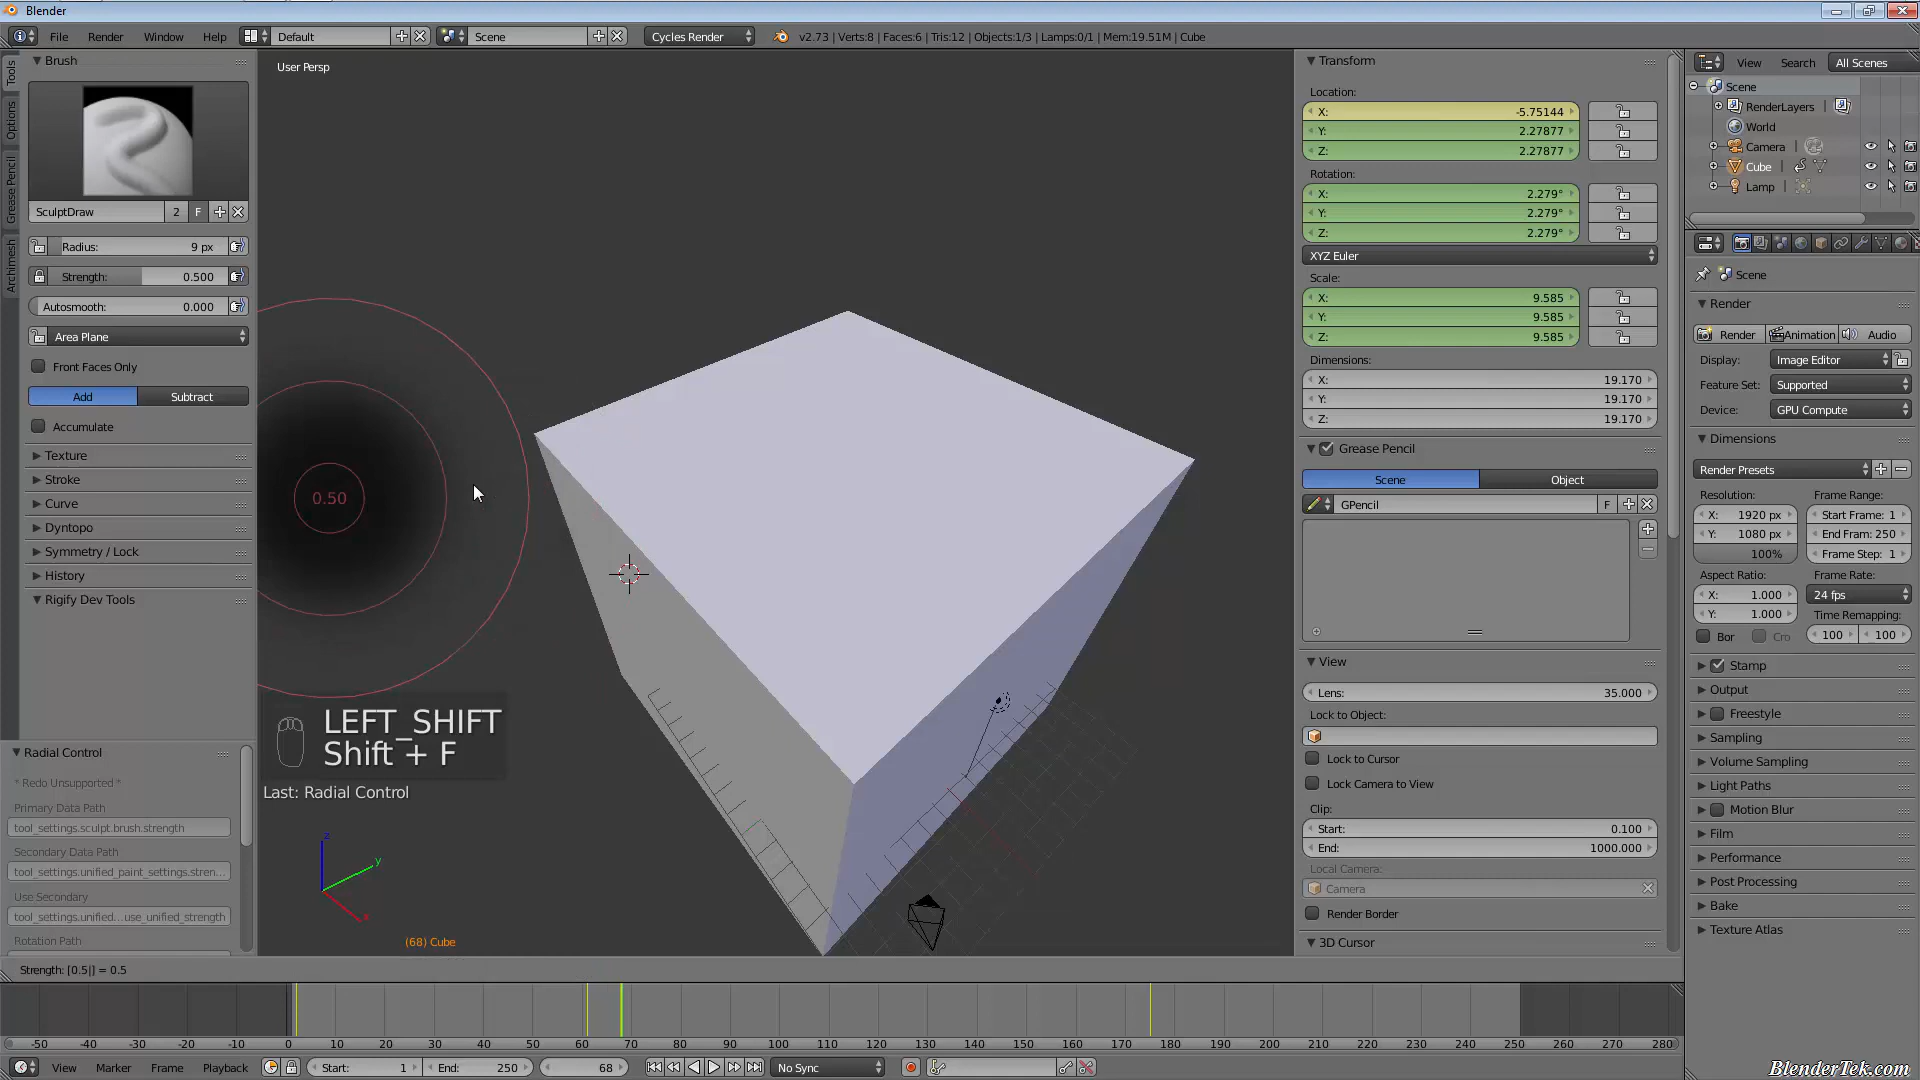 Blender
File Render Window Help Default Scene Cycles Render v2.73 | Verts:8 | Faces:6 | Tris:12 | Objects:1/3 | Lamps:0/1 | Mem:19.51M | Cube
Tools
Options
Grease Pencil
Archimesh
Brush
SculptDraw 2 F
Radius: 9 px
Strength: 0.500
Autosmooth: 0.000
Area Plane
Front Faces Only
Add Subtract
Accumulate
Texture
Stroke
Curve
Dyntopo
Symmetry / Lock
History
Rigify Dev Tools
Radial Control
* Redo Unsupported *
Primary Data Path
tool_settings.sculpt.brush.strength
Secondary Data Path
tool_settings.unified_paint_settings.stren...
Use Secondary
tool_settings.unified...use_unified_strength
Rotation Path
User Persp
0.50
LEFT_SHIFT
Shift + F
Last: Radial Control
z
y
x
(68) Cube
Transform
Location:
X: -5.75144
Y: 2.27877
Z: 2.27877
Rotation:
X: 2.279°
Y: 2.279°
Z: 2.279°
XYZ Euler
Scale:
X: 9.585
Y: 9.585
Z: 9.585
Dimensions:
X: 19.170
Y: 19.170
Z: 19.170
Grease Pencil
Scene Object
GPencil F
View
Lens: 35.000
Lock to Object:
Lock to Cursor
Lock Camera to View
Clip:
Start: 0.100
End: 1000.000
Local Camera:
Camera
Render Border
3D Cursor
View Search All Scenes
Scene
RenderLayers
World
Camera
Cube
Lamp
Scene
Render
Render Animation Audio
Display: Image Editor
Feature Set: Supported
Device: GPU Compute
Dimensions
Render Presets
Resolution: Frame Range:
X: 1920 px Start Frame: 1
Y: 1080 px End Fram: 250
100% Frame Step: 1
Aspect Ratio: Frame Rate:
X: 1.000 24 fps
Y: 1.000 Time Remapping:
Bor Cro 100 100
Stamp
Output
Freestyle
Sampling
Volume Sampling
Light Paths
Motion Blur
Film
Performance
Post Processing
Bake
Texture Atlas
Strength: [0.5|] = 0.5
-50 -40 -30 -20 -10 0 10 20 30 40 50 60 70 80 90 100 110 120 130 140 150 160 170 180 190 200 210 220 230 240 250 260 270 280
View Marker Frame Playback Start: 1 End: 250 68 No Sync
BlenderTek.com